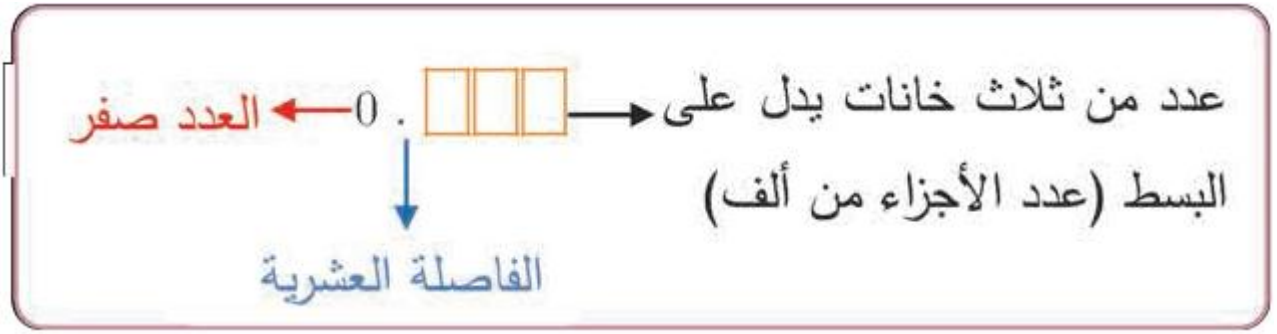 عدد من ثلاث خانات يدل على
البسط (عدد الأجزاء من ألف)
0 .
العدد صفر
الفاصلة العشرية